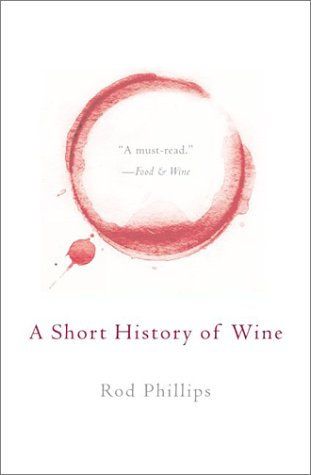 “A must-read.”
—Food & Wine
A Short History of Wine
Rod Phillips